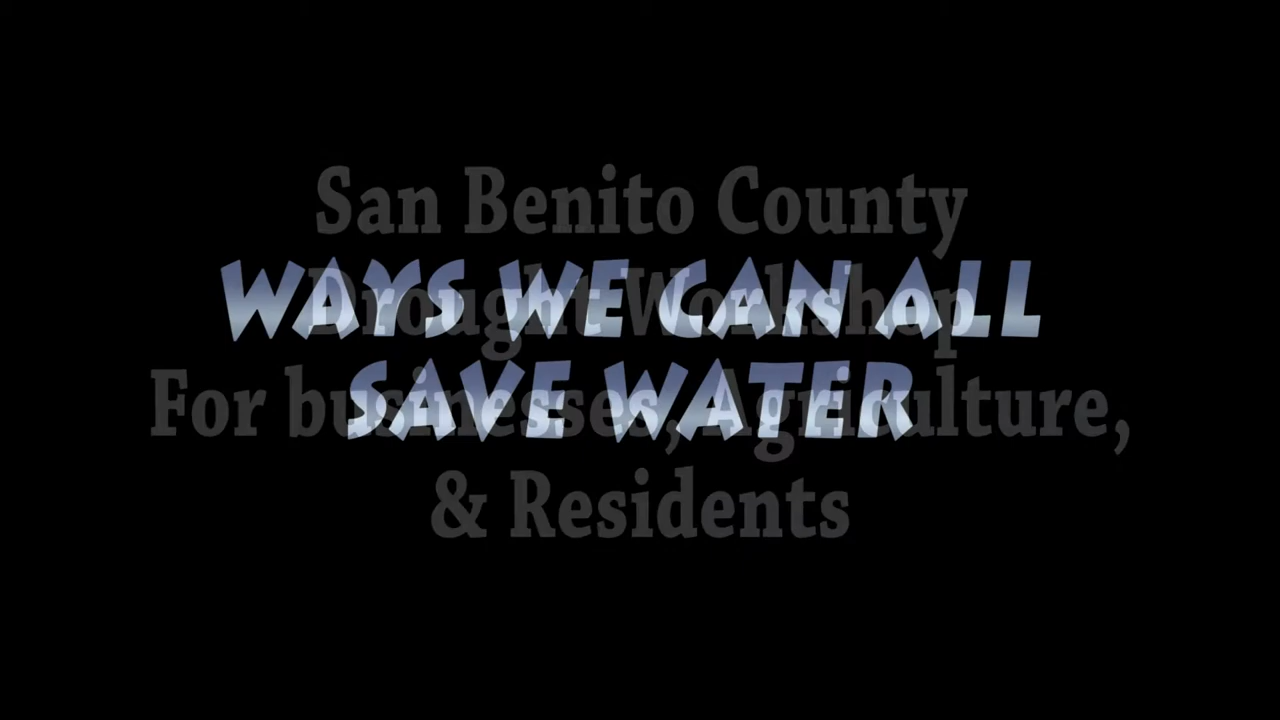 San Benito County
Drought Workshop
For businesses, Agriculture,
& Residents
WAYS WE CAN ALL
SAVE WATER